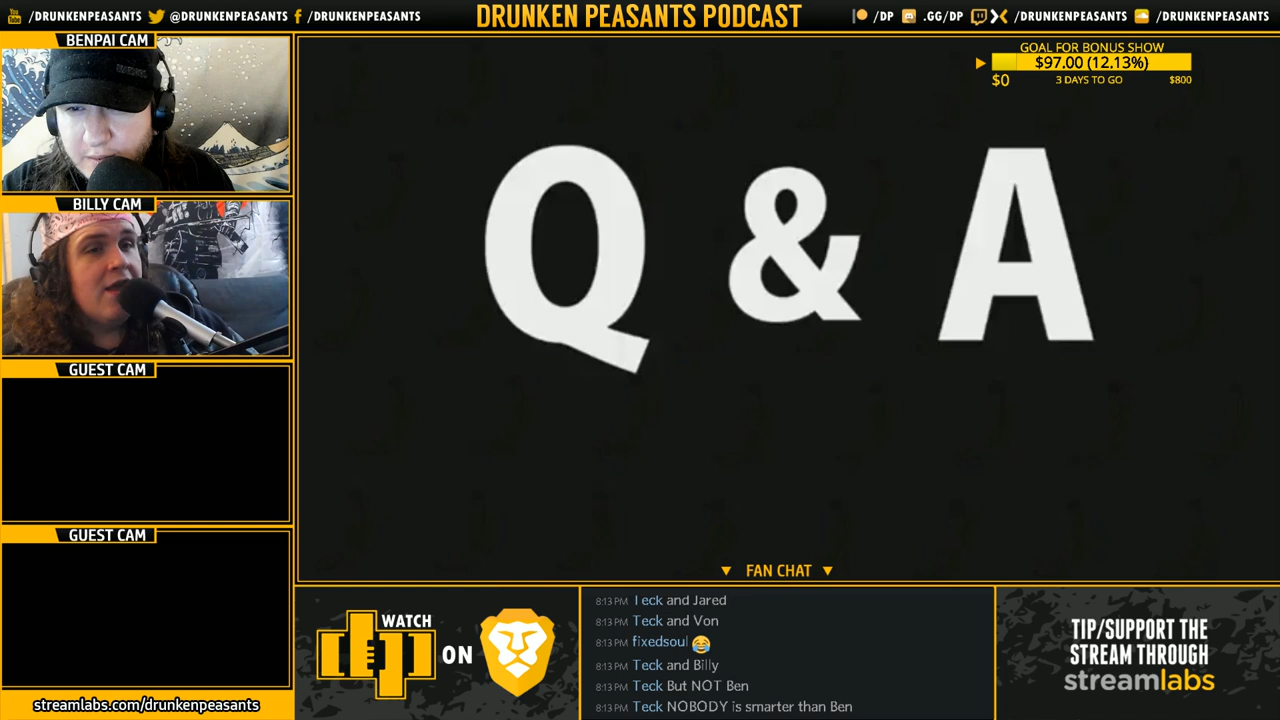 You Tube /DRUNKENPEASANTS @DRUNKENPEASANTS /DRUNKENPEASANTS
DRUNKEN PEASANTS PODCAST
/DP .GG/DP /DRUNKENPEASANTS /DRUNKENPEASANTS
BENPAI CAM
GOAL FOR BONUS SHOW
$97.00 (12.13%)
$0 3 DAYS TO GO $800
BILLY CAM
Q & A
GUEST CAM
GUEST CAM
FAN CHAT
WATCH
ON
8:13 PM Teck and Jared
8:13 PM Teck and Von
8:13 PM fixedsoul 😂
8:13 PM Teck and Billy
8:13 PM Teck But NOT Ben
8:13 PM Teck NOBODY is smarter than Ben
TIP/SUPPORT THE
STREAM THROUGH
streamlabs
streamlabs.com/drunkenpeasants